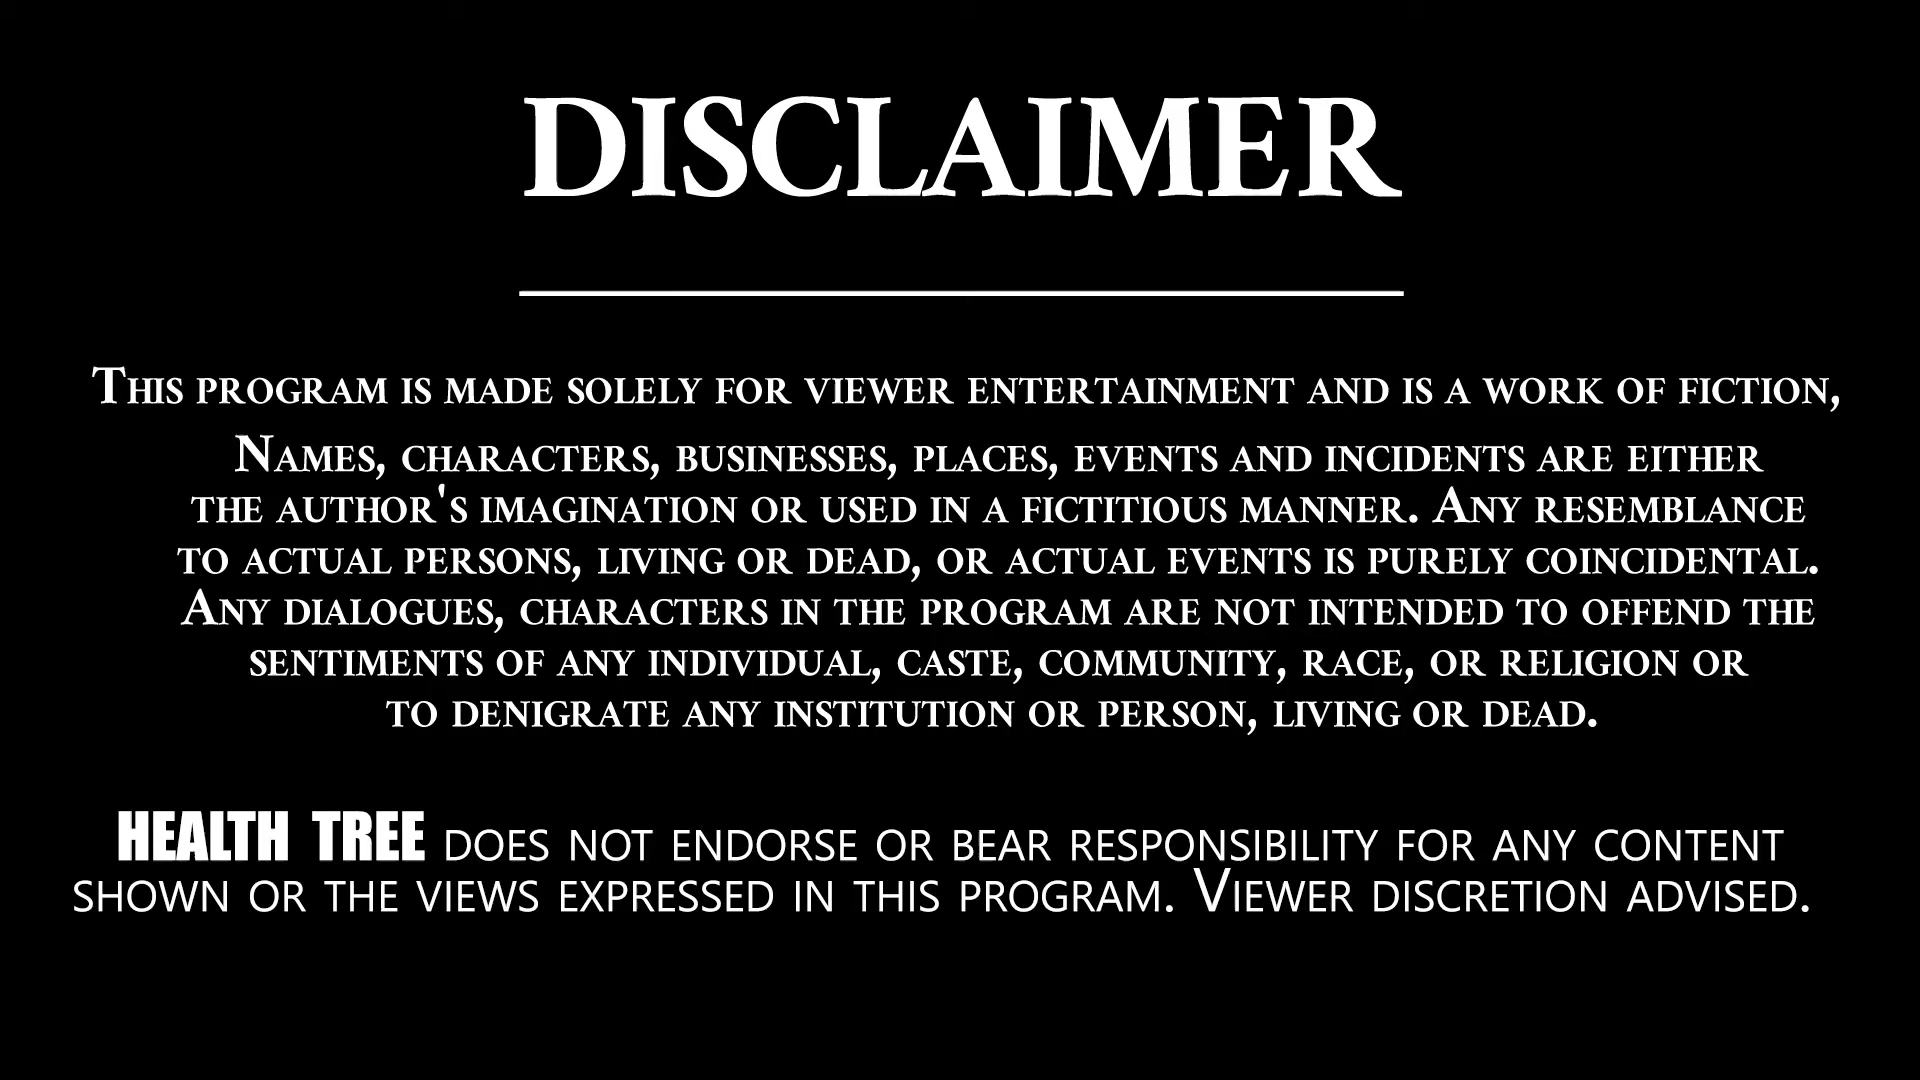 DISCLAIMER
This program is made solely for viewer entertainment and is a work of fiction,
Names, characters, businesses, places, events and incidents are either
the author's imagination or used in a fictitious manner. Any resemblance
to actual persons, living or dead, or actual events is purely coincidental.
Any dialogues, characters in the program are not intended to offend the
sentiments of any individual, caste, community, race, or religion or
to denigrate any institution or person, living or dead.
HEALTH TREE does not endorse or bear responsibility for any content
shown or the views expressed in this program. Viewer discretion advised.